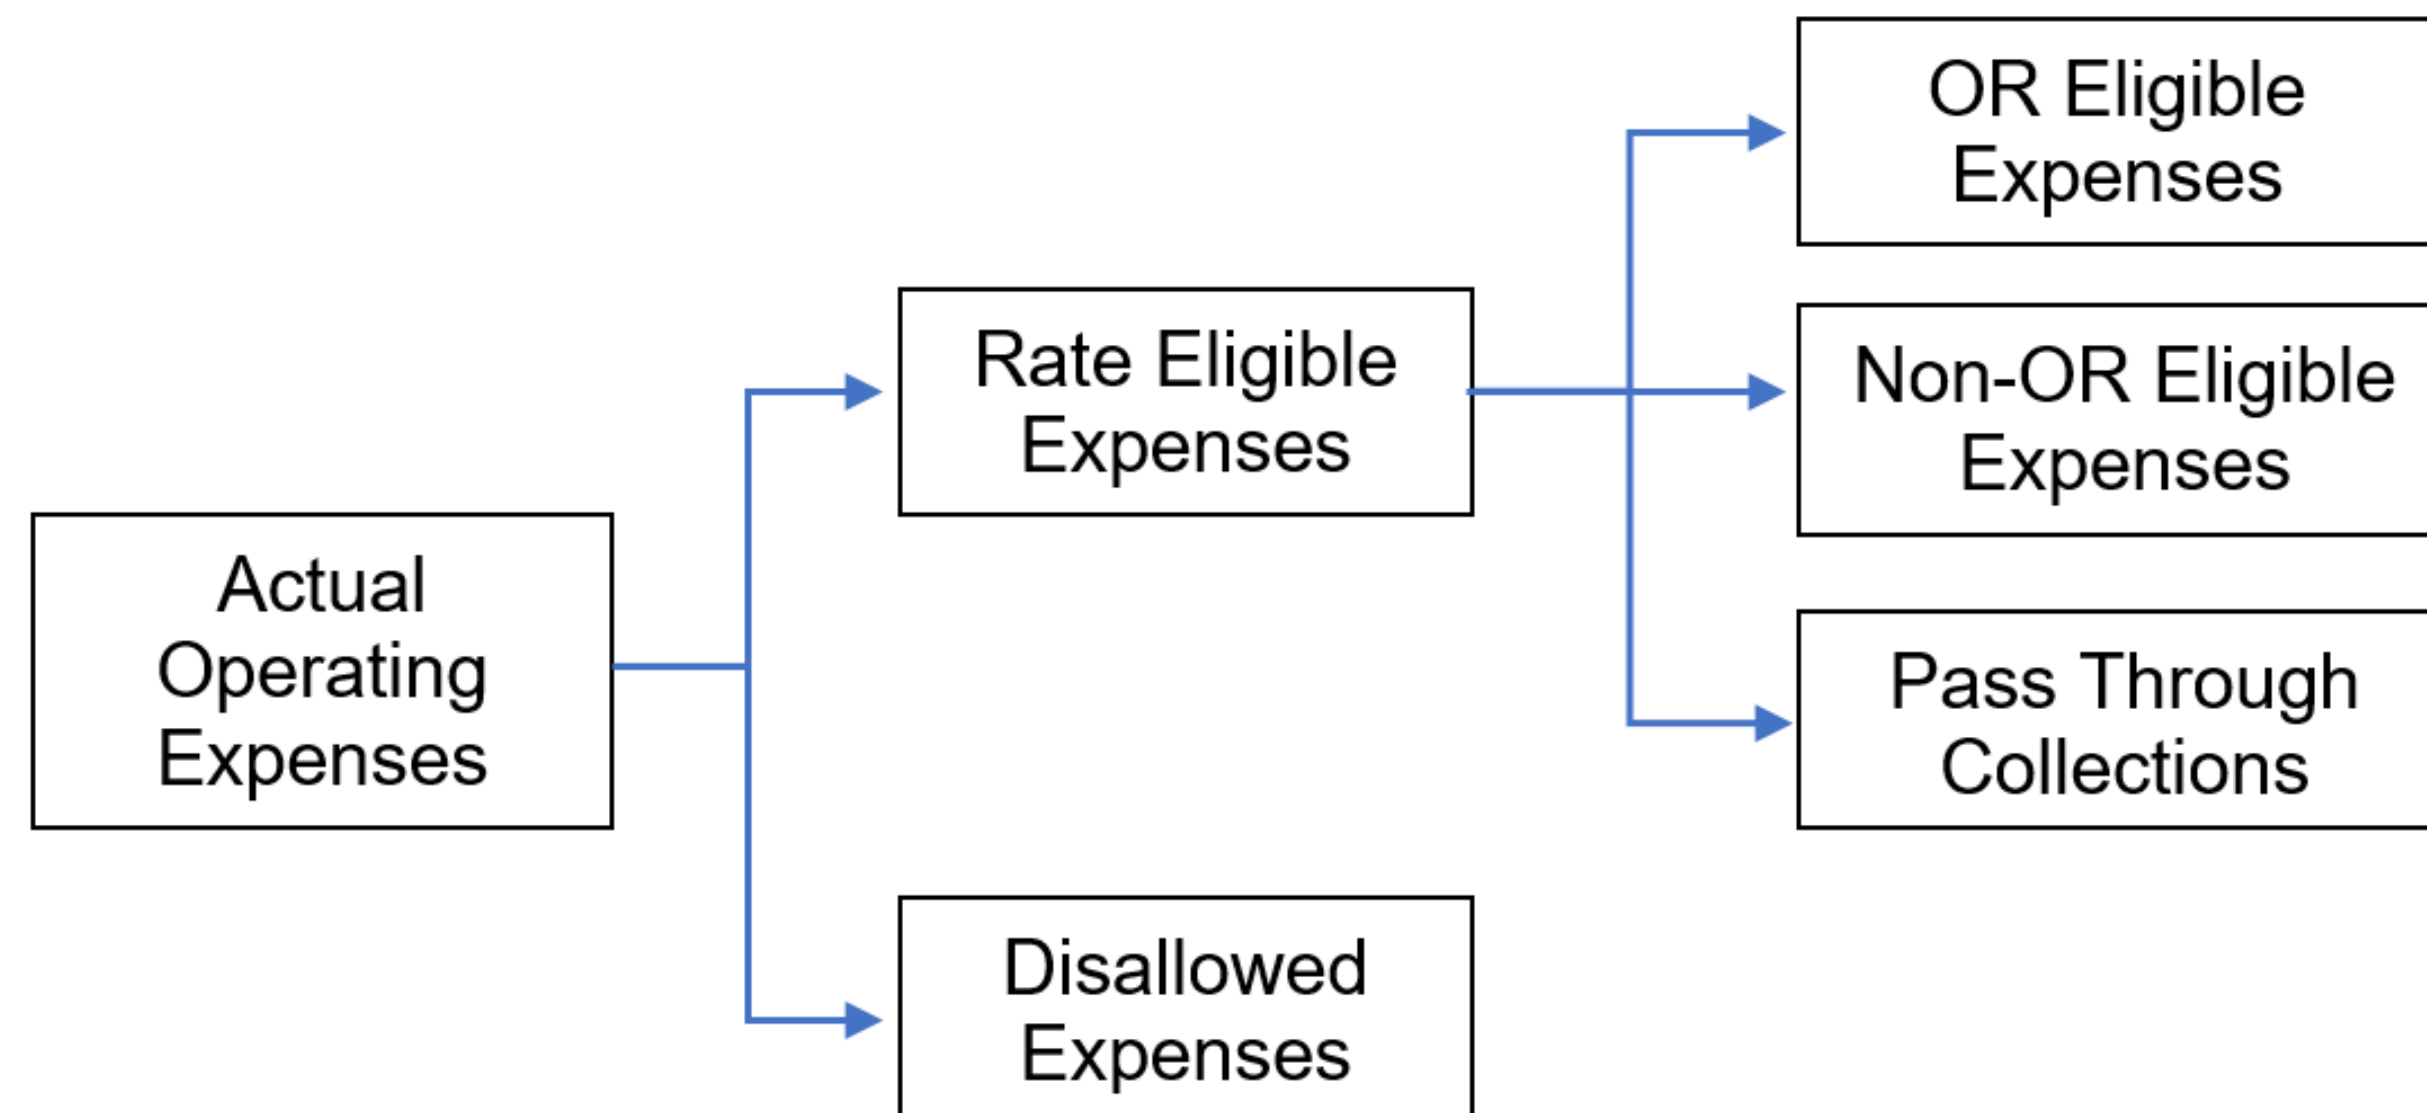 Actual
Operating
Expenses
Rate Eligible
Expenses
Disallowed
Expenses
OR Eligible
Expenses
Non-OR Eligible
Expenses
Pass Through
Collections